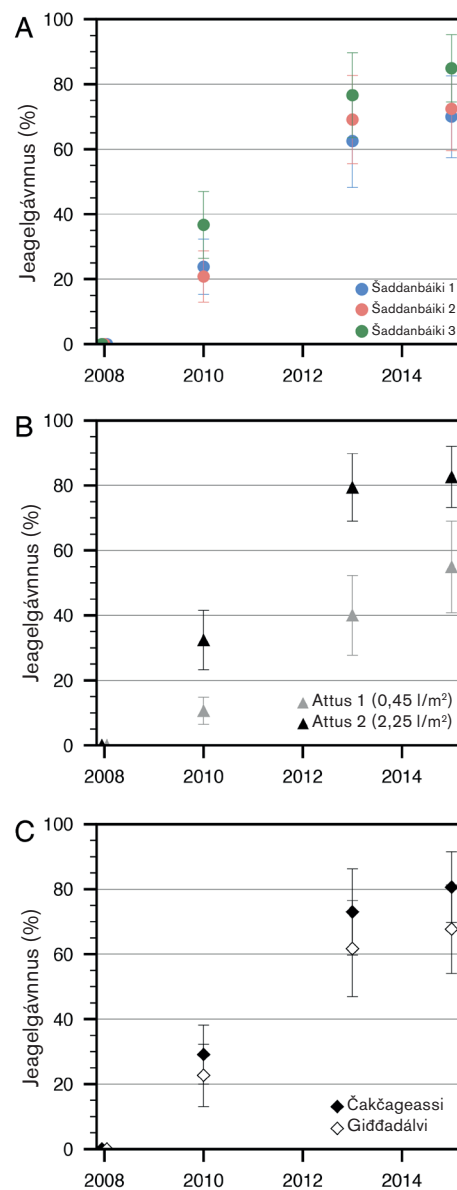 A
100
80
60
40
20
0
Jeagelgávnnus (%)
Šaddanbáiki 1
Šaddanbáiki 2
Šaddanbáiki 3
2008 2010 2012 2014
B
100
80
60
40
20
0
Jeagelgávnnus (%)
Attus 1 (0,45 l/m²)
Attus 2 (2,25 l/m²)
2008 2010 2012 2014
C
100
80
60
40
20
0
Jeagelgávnnus (%)
Čakčageassi
Giđđadálvi
2008 2010 2012 2014